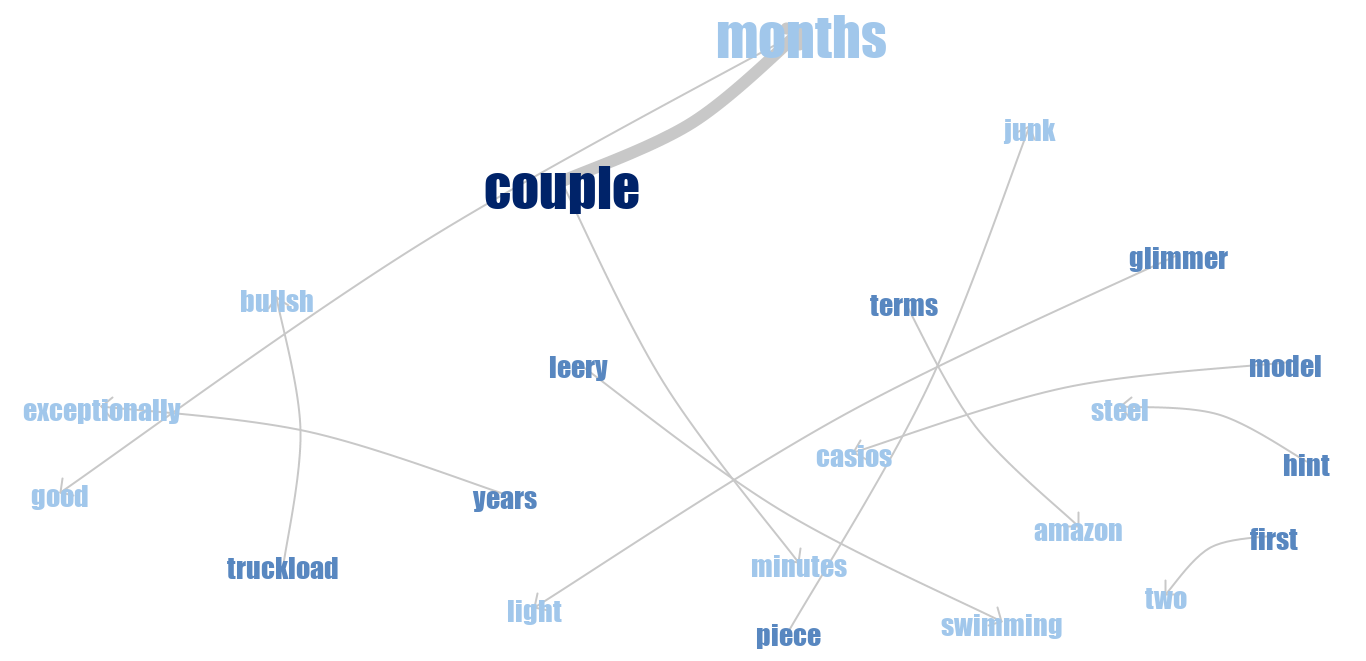 months
junk
couple
glimmer
bullsh
terms
leery
model
exceptionally
steel
casios
hint
good
years
amazon
first
truckload
minutes
two
light
swimming
piece